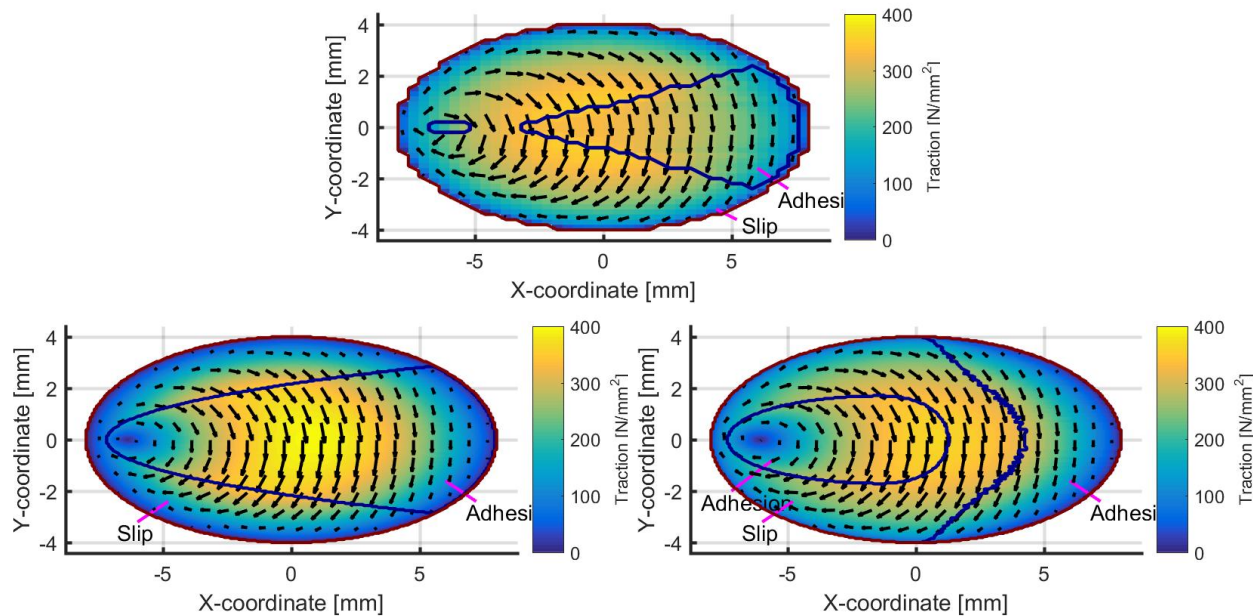 4
2
0
-2
-4
Y-coordinate [mm]
-5
0
5
X-coordinate [mm]
Adhesi
Slip
400
300
200
100
0
Traction [N/mm²]
4
2
0
-2
-4
Y-coordinate [mm]
-5
0
5
X-coordinate [mm]
Slip
Adhesi
400
300
200
100
0
Traction [N/mm²]
4
2
0
-2
-4
Y-coordinate [mm]
-5
0
5
X-coordinate [mm]
Adhesion
Slip
Adhesi
400
300
200
100
0
Traction [N/mm²]